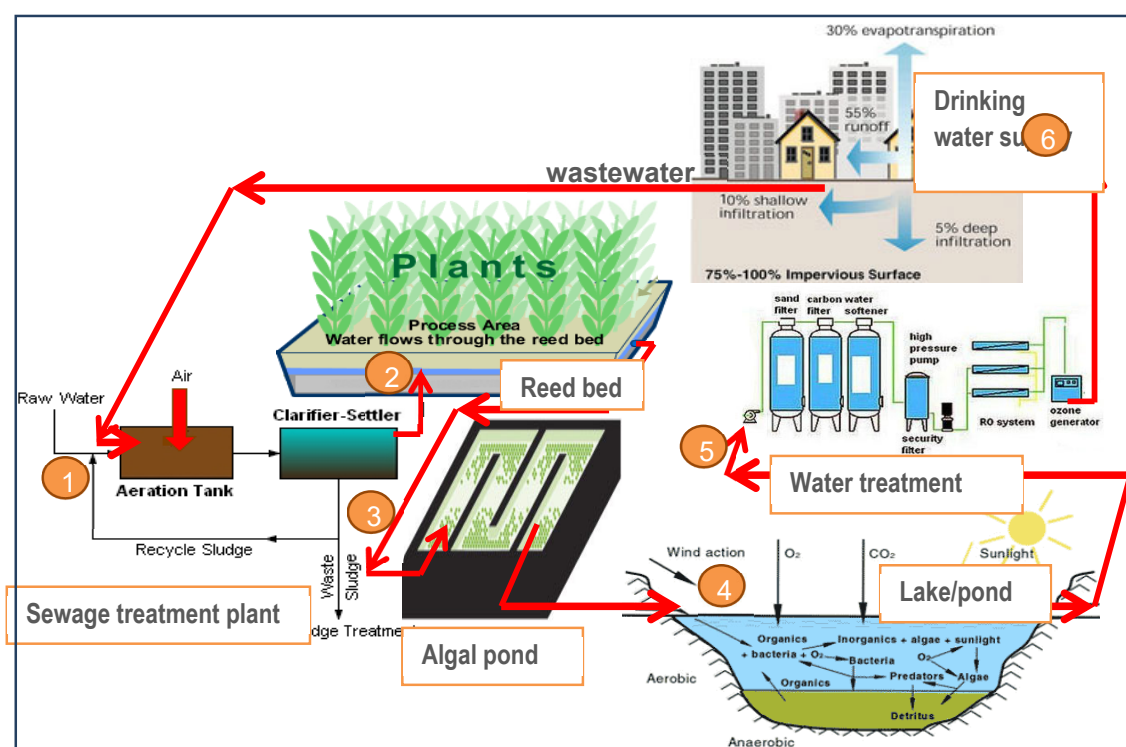 30% evapotranspiration
Drinking
water su
6
55%
runoff
wastewater
10% shallow
infiltration
5% deep
infiltration
75%-100% Impervious Surface
Plants
Process Area
Water flows through the reed bed
2
Reed bed
sand
filter
carbon
filter
water
softener
high
pressure
pump
security
filter
RO system
ozone
generator
5
Water treatment
Raw Water
Air
1
Aeration Tank
Clarifier-Settler
3
Recycle Sludge
Waste
Sludge
Sewage treatment plant
dge Treatment
Algal pond
Wind action
4
O2
CO2
Sunlight
Lake/pond
Organics
+ bacteria + O2
Inorganics + algae + sunlight
Bacteria
O2
Organics
Predators
Algae
Detritus
Aerobic
Anaerobic